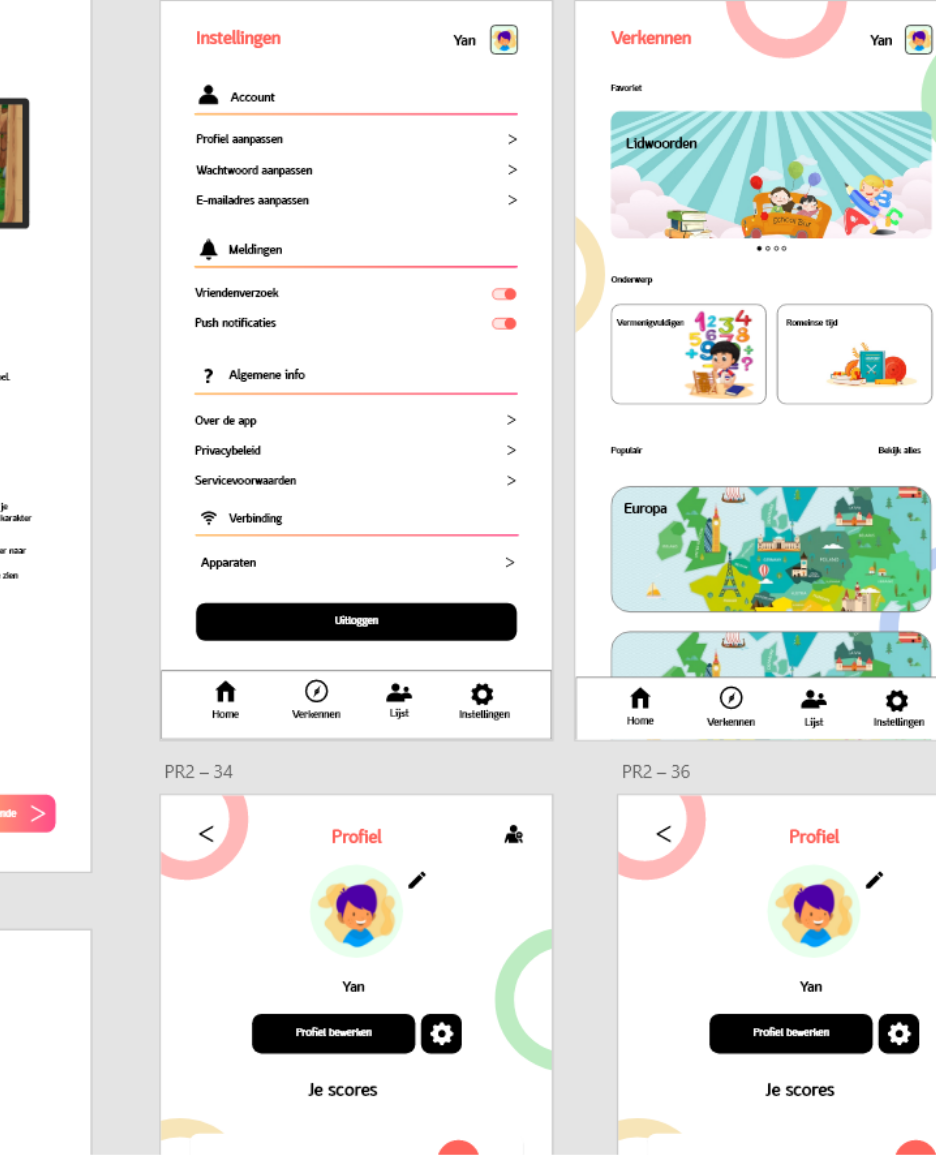 Instellingen
Yan
Account
Profiel aanpassen
>
Wachtwoord aanpassen
>
E-mailadres aanpassen
>
Meldingen
Vriendenverzoek
Push notificaties
? Algemene info
Over de app
>
Privacybeleid
>
Servicevoorwaarden
>
Verbinding
Apparaten
>
Uitloggen
Home
Verkennen
Lijst
Instellingen
Verkennen
Yan
Favoriet
Lidwoorden
School Bus
Onderwerp
Vermenigvuldigen
Romeinse tijd
Populair
Bekijk alles
Europa
POLAND
Home
Verkennen
Lijst
Instellingen
je
karakter
er naar
zien
>
PR2 – 34
<
Profiel
Yan
Profiel bewerken
Je scores
PR2 – 36
<
Profiel
Yan
Profiel bewerken
Je scores